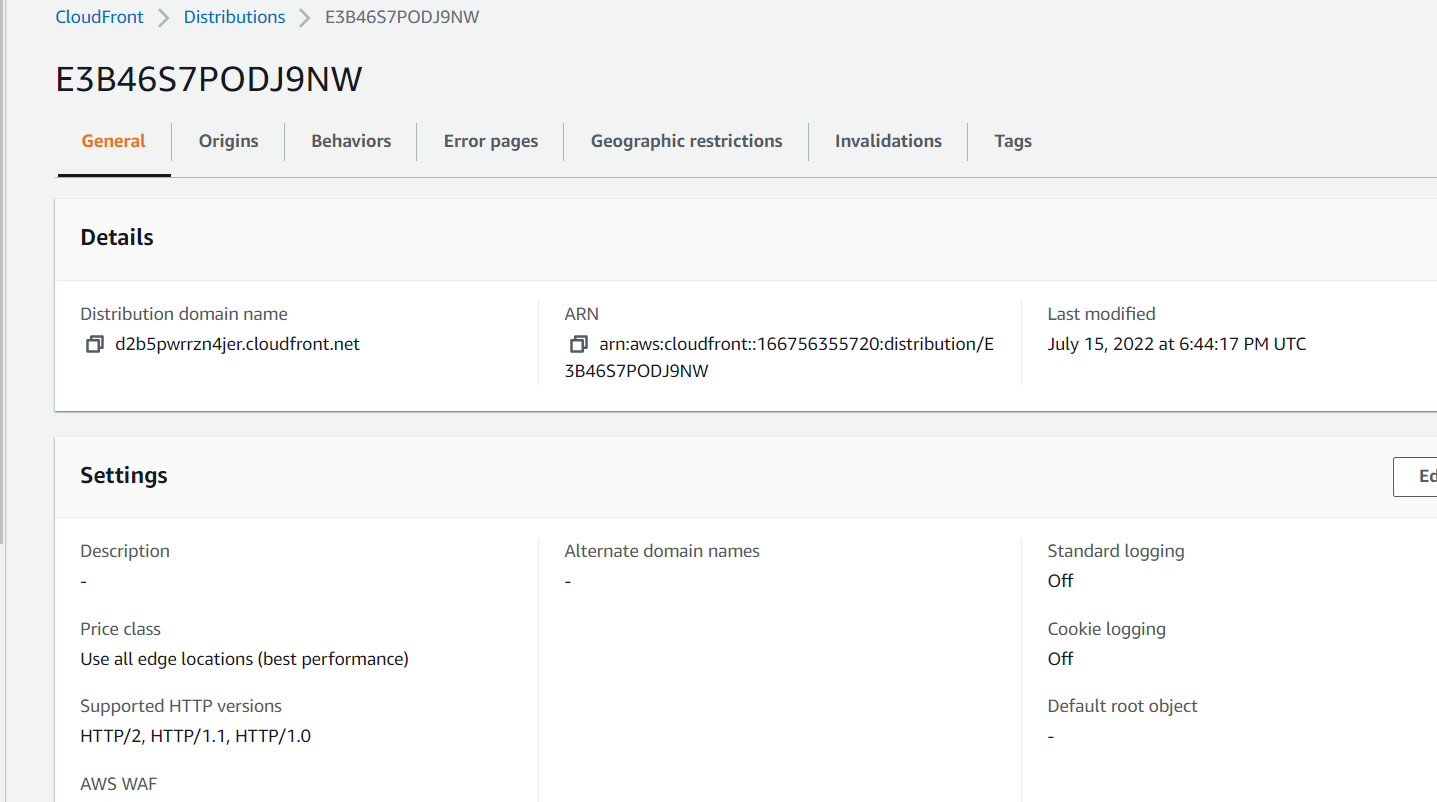 CloudFront Distributions E3B46S7PODJ9NW
E3B46S7PODJ9NW
General Origins Behaviors Error pages Geographic restrictions Invalidations Tags
Details
Distribution domain name
d2b5pwrrzn4jer.cloudfront.net
ARN
arn:aws:cloudfront::166756355720:distribution/E
3B46S7PODJ9NW
Last modified
July 15, 2022 at 6:44:17 PM UTC
Settings
Ed
Description
-
Price class
Use all edge locations (best performance)
Supported HTTP versions
HTTP/2, HTTP/1.1, HTTP/1.0
AWS WAF
Alternate domain names
-
Standard logging
Off
Cookie logging
Off
Default root object
-